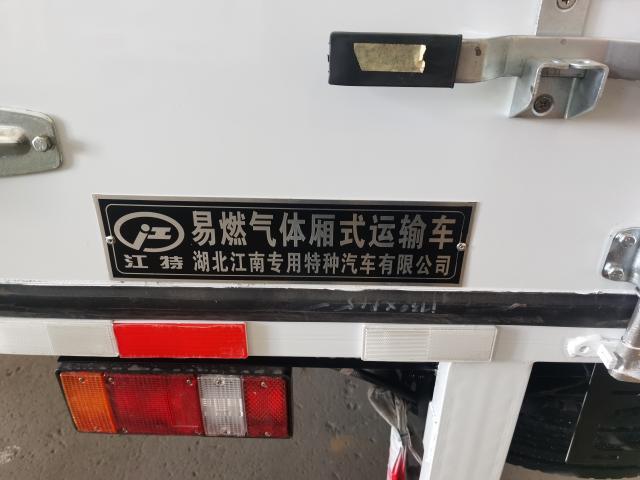 易燃气体厢式运输车
江特 湖北江南专用特种汽车有限公司